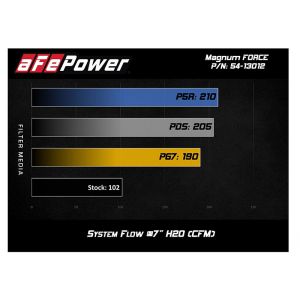 aFePower
Magnum FORCE
P/N: 54-13012
FILTER MEDIA
P5R: 210
PDS: 205
PG7: 190
Stock: 102
SYSTEM FLOW @7" H2O (CFM)